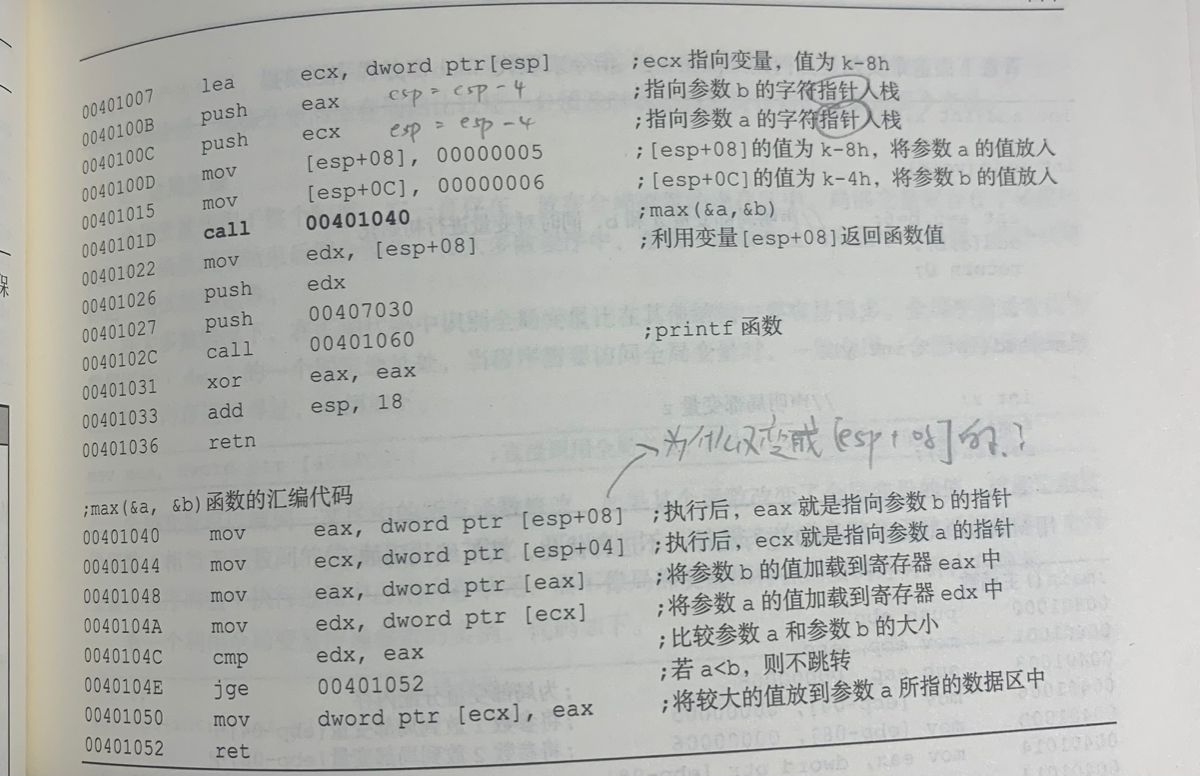 00401007 lea ecx, dword ptr[esp] ;ecx 指向变量，值为 k-8h
0040100B push eax esp = esp - 4 ;指向参数 b 的字符指针入栈
0040100C push ecx esp = esp - 4 ;指向参数 a 的字符指针入栈
0040100D mov [esp+08], 00000005 ;[esp+08]的值为 k-8h，将参数 a 的值放入
00401015 mov [esp+0C], 00000006 ;[esp+0C]的值为 k-4h，将参数 b 的值放入
0040101D call 00401040 ;max(&a,&b)
00401022 mov edx, [esp+08] ;利用变量[esp+08]返回函数值
00401026 push edx
00401027 push 00407030
0040102C call 00401060 ;printf 函数
00401031 xor eax, eax
00401033 add esp, 18
00401036 retn
为什么又变成[esp+08]的了?
;max(&a, &b)函数的汇编代码
00401040 mov eax, dword ptr [esp+08] ;执行后，eax 就是指向参数 b 的指针
00401044 mov ecx, dword ptr [esp+04] ;执行后，ecx 就是指向参数 a 的指针
00401048 mov eax, dword ptr [eax] ;将参数 b 的值加载到寄存器 eax 中
0040104A mov edx, dword ptr [ecx] ;将参数 a 的值加载到寄存器 edx 中
0040104C cmp edx, eax ;比较参数 a 和参数 b 的大小
0040104E jge 00401052 ;若 a<b，则不跳转
00401050 mov dword ptr [ecx], eax ;将较大的值放到参数 a 所指的数据区中
00401052 ret